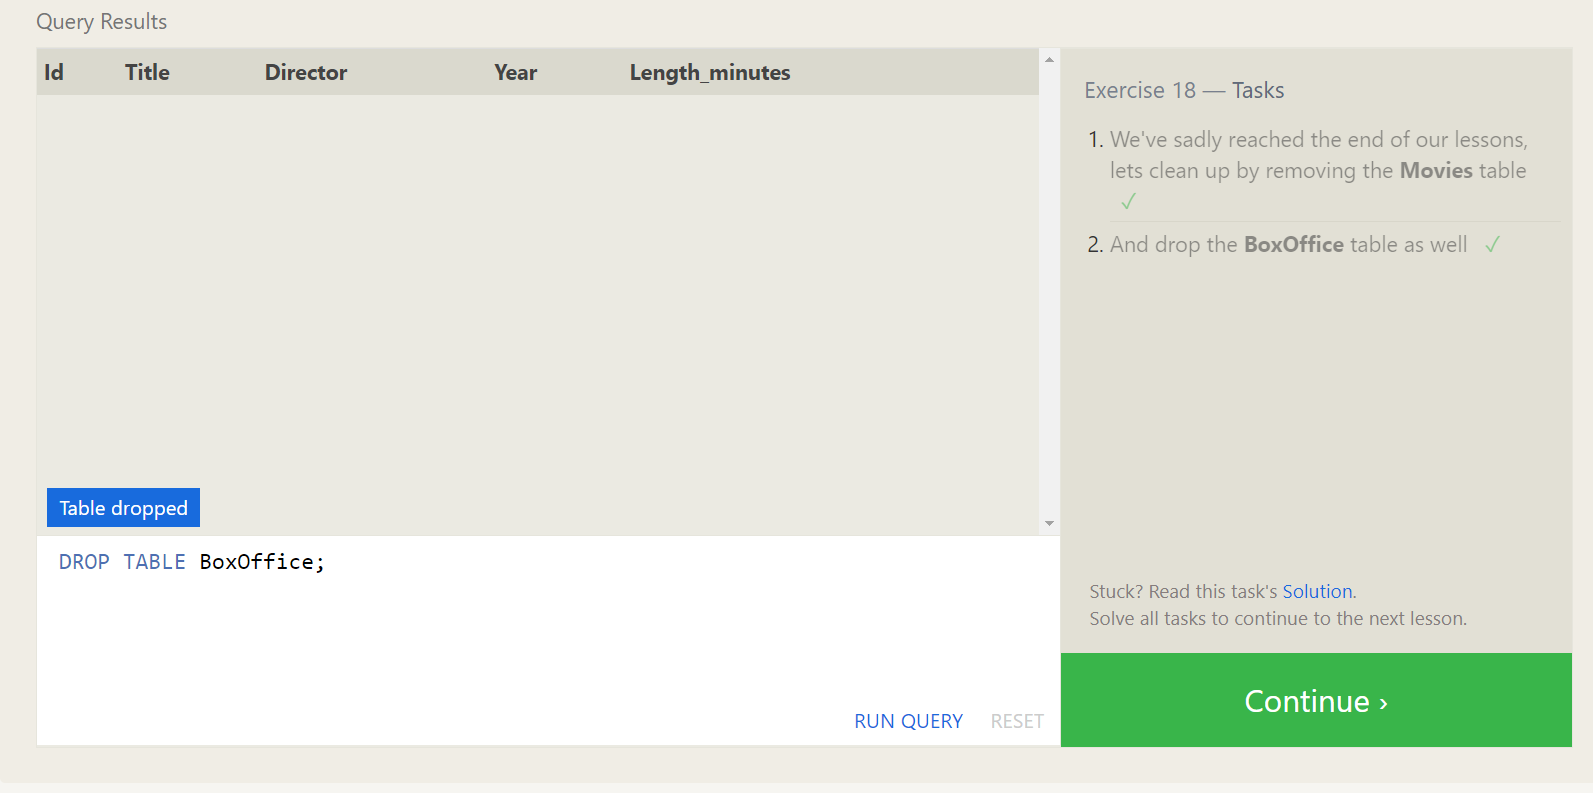 Query Results
Id Title Director Year Length_minutes
Table dropped
DROP TABLE BoxOffice;
RUN QUERY RESET
Exercise 18 — Tasks
1. We've sadly reached the end of our lessons,
lets clean up by removing the Movies table
✓
2. And drop the BoxOffice table as well ✓
Stuck? Read this task's Solution.
Solve all tasks to continue to the next lesson.
Continue ›